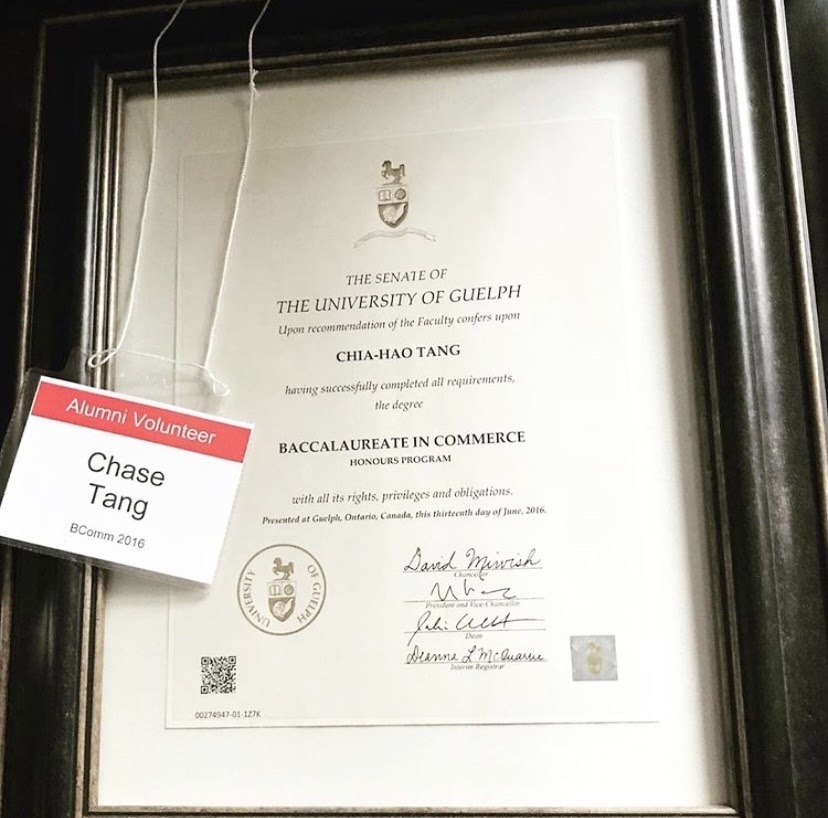 THE SENATE OF
THE UNIVERSITY OF GUELPH
Upon recommendation of the Faculty confers upon
CHIA-HAO TANG
having successfully completed all requirements,
the degree
BACCALAUREATE IN COMMERCE
HONOURS PROGRAM
with all its rights, privileges and obligations.
Presented at Guelph, Ontario, Canada, this thirteenth day of June, 2016.
David Mirvish
Chancellor
President and Vice-Chancellor
Dean
Deanna L McQuarrie
Interim Registrar
UNIVERSITY OF GUELPH
00274947-01-1Z7K
Alumni Volunteer
Chase
Tang
BComm 2016